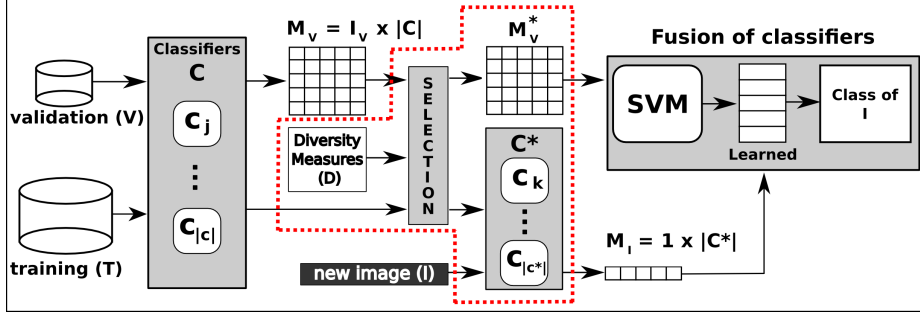 validation (V)
training (T)
Classifiers
C
C j
C |c|
M v = I v x |C|
Diversity
Measures
(D)
SELECTION
M v *
C*
C k
C |c*|
new image (I)
M I = 1 x |C*|
Fusion of classifiers
SVM
Learned
Class of
I